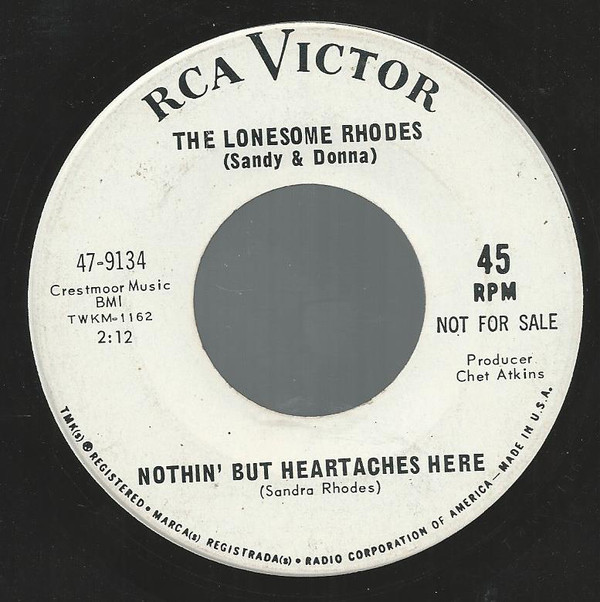 RCA VICTOR
THE LONESOME RHODES
(Sandy & Donna)
47-9134
Crestmoor Music
BMI
TWKM-1162
2:12
45
RPM
NOT FOR SALE
Producer
Chet Atkins
NOTHIN' BUT HEARTACHES HERE
(Sandra Rhodes)
TMK(s) ® REGISTERED • MARCA(s) REGISTRADA(s) • RADIO CORPORATION OF AMERICA — MADE IN U.S.A.